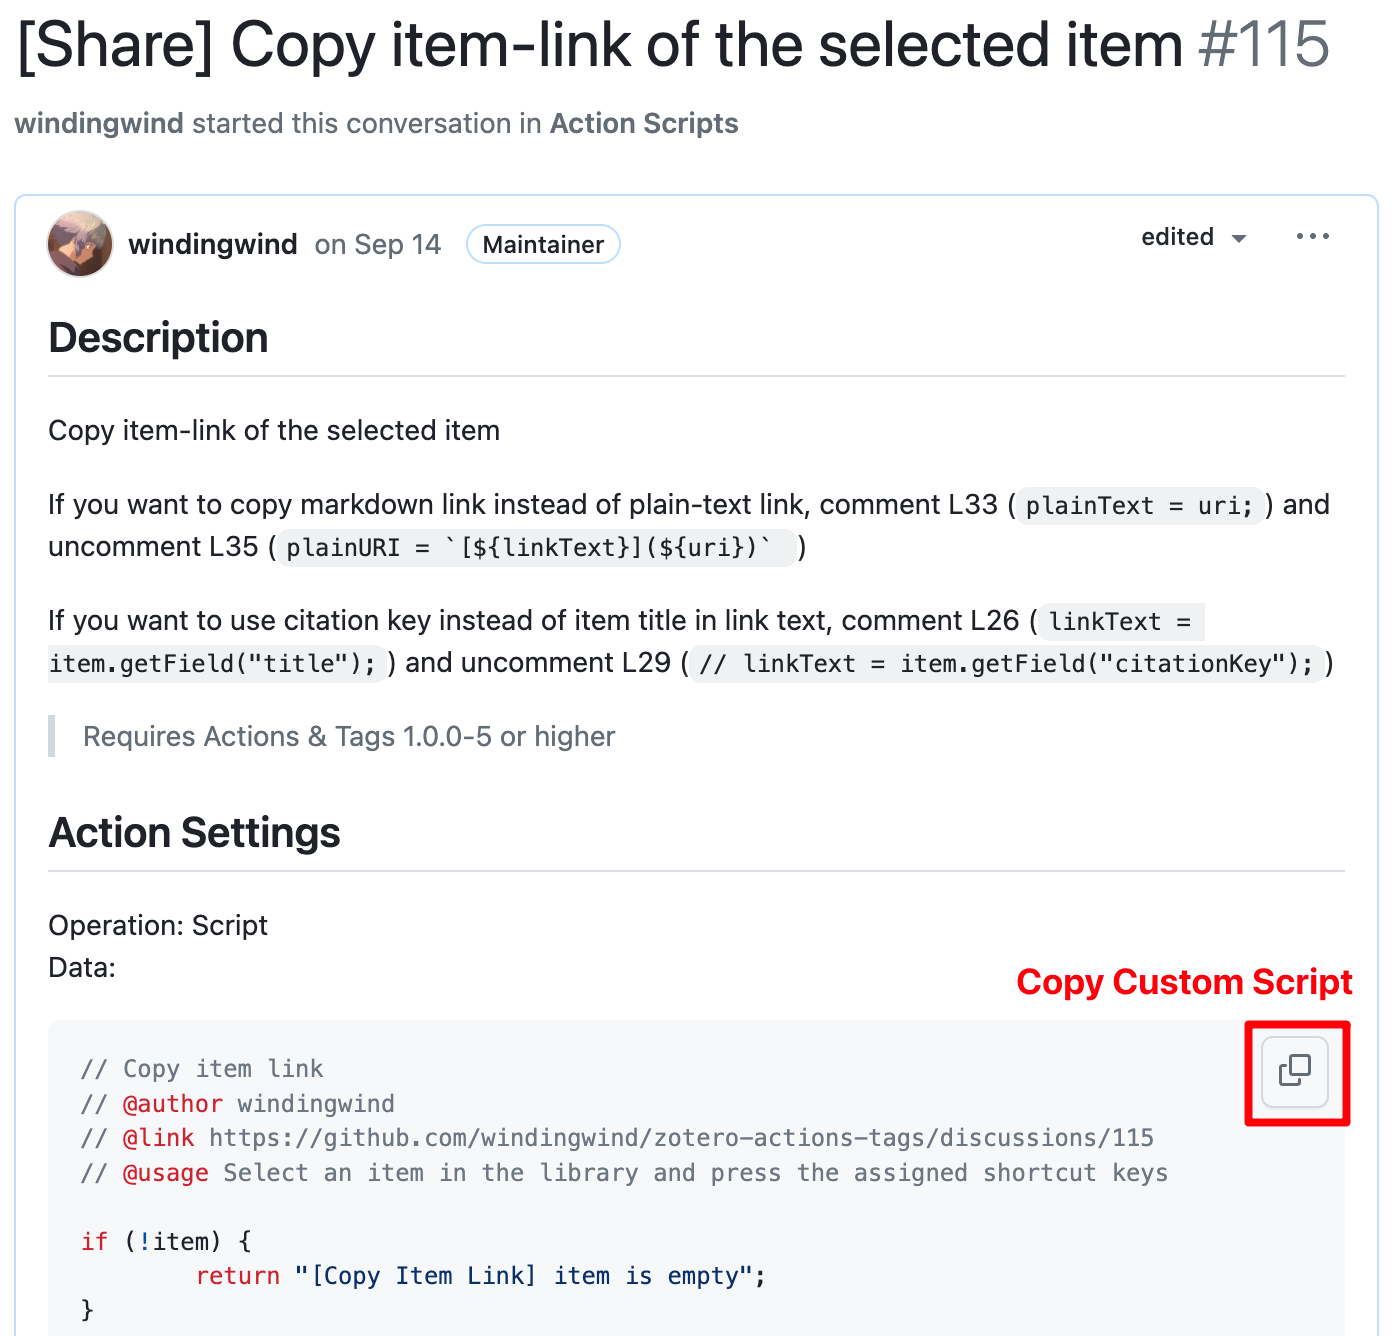 [Share] Copy item-link of the selected item #115
windingwind started this conversation in Action Scripts
windingwind on Sep 14 Maintainer edited
Description
Copy item-link of the selected item
If you want to copy markdown link instead of plain-text link, comment L33 ( plainText = uri; ) and
uncomment L35 ( plainURI = `[${linkText}](${uri})` )
If you want to use citation key instead of item title in link text, comment L26 ( linkText =
item.getField("title"); ) and uncomment L29 ( // linkText = item.getField("citationKey"); )
Requires Actions & Tags 1.0.0-5 or higher
Action Settings
Operation: Script
Data:
Copy Custom Script
// Copy item link
// @author windingwind
// @link https://github.com/windingwind/zotero-actions-tags/discussions/115
// @usage Select an item in the library and press the assigned shortcut keys
if (!item) {
        return "[Copy Item Link] item is empty";
}